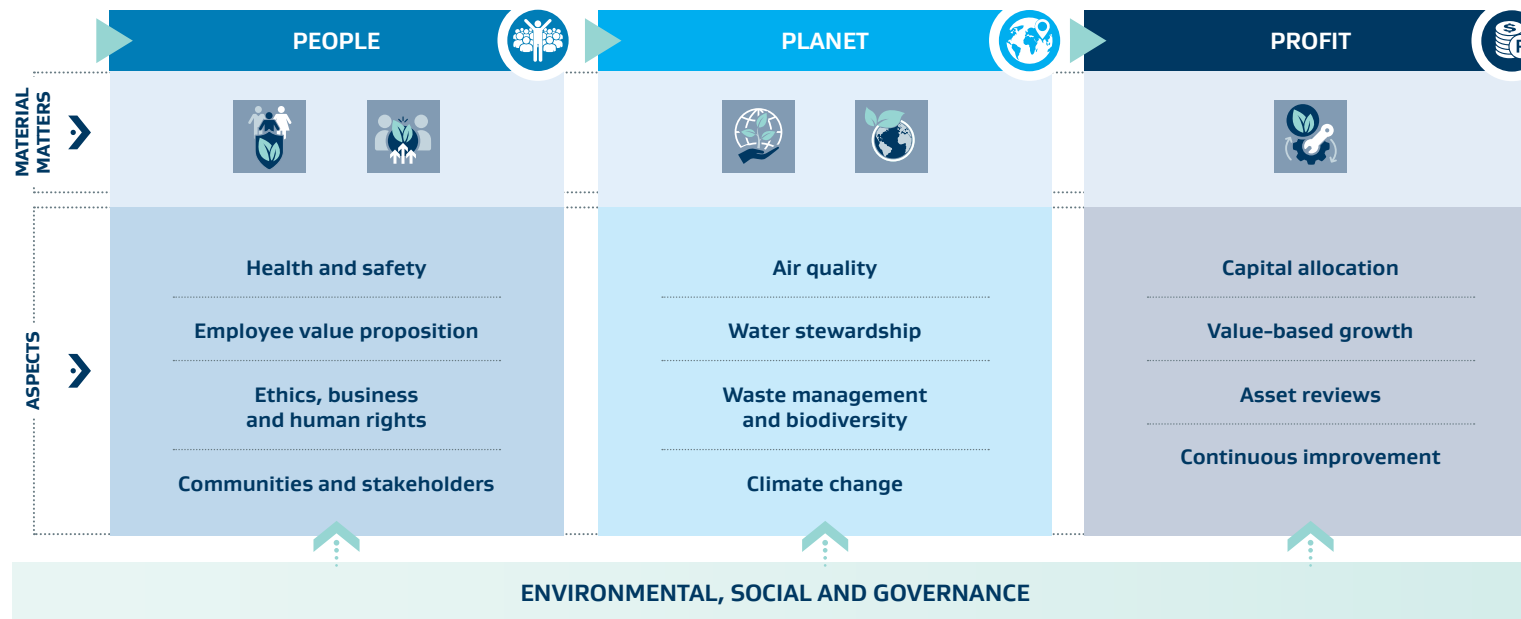 PEOPLE
PLANET
PROFIT
$
MATERIAL
MATTERS
ASPECTS
Health and safety
Employee value proposition
Ethics, business
and human rights
Communities and stakeholders
Air quality
Water stewardship
Waste management
and biodiversity
Climate change
Capital allocation
Value-based growth
Asset reviews
Continuous improvement
ENVIRONMENTAL, SOCIAL AND GOVERNANCE